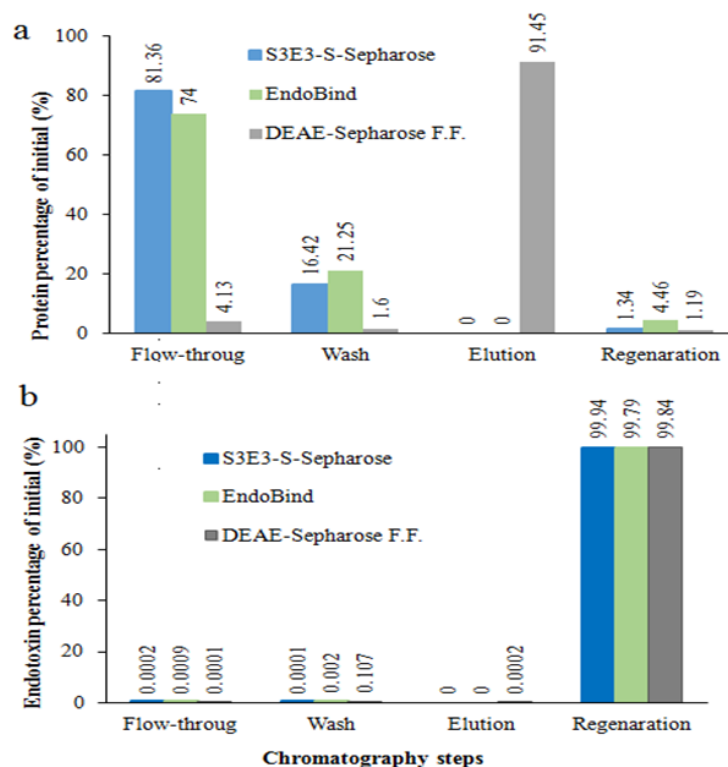 a
Protein percentage of initial (%)
100
80
60
40
20
0
S3E3-S-Sepharose
EndoBind
DEAE-Sepharose F.F.
81.36
74
4.13
16.42
21.25
1.6
0
0
91.45
1.34
4.46
1.19
Flow-throug
Wash
Elution
Regenaration
b
Endotoxin percentage of initial (%)
100
80
60
40
20
0
S3E3-S-Sepharose
EndoBind
DEAE-Sepharose F.F.
0.0002
0.0009
0.0001
0.0001
0.002
0.107
0
0
0.0002
99.94
99.79
99.84
Flow-throug
Wash
Elution
Regenaration
Chromatography steps